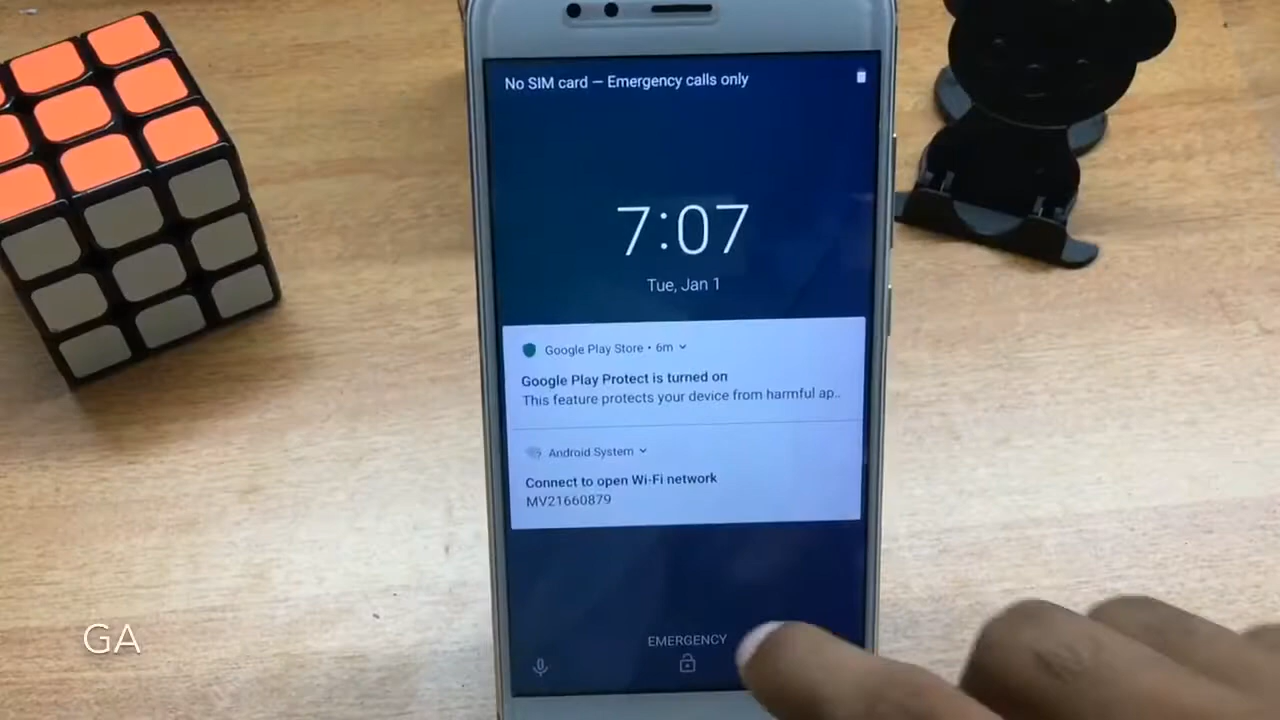 No SIM card — Emergency calls only
7:07
Tue, Jan 1
Google Play Store • 6m
Google Play Protect is turned on
This feature protects your device from harmful ap..
Android System
Connect to open Wi-Fi network
MV21660879
EMERGENCY
GA